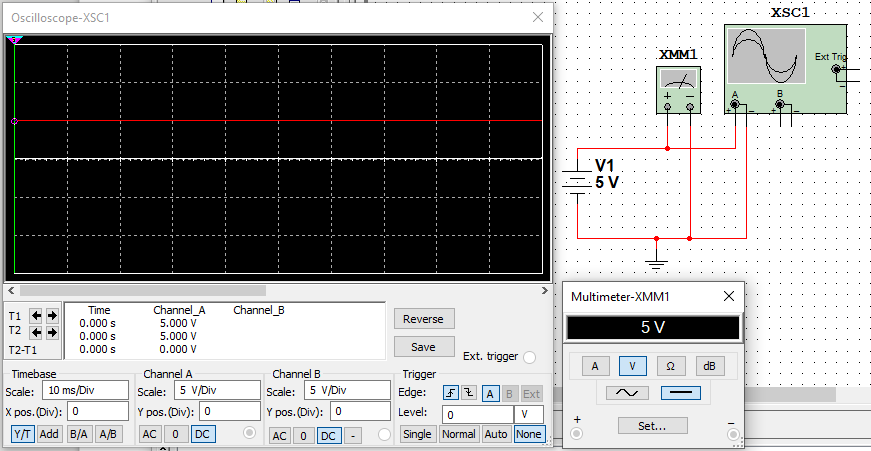 Oscilloscope-XSC1
XSC1
XMM1
Ext Trig
A
B
V1
5 V
T1
T2
T2-T1
Time Channel_A Channel_B
0.000 s 5.000 V
0.000 s 5.000 V
0.000 s 0.000 V
Reverse
Save
Ext. trigger
Timebase
Scale: 10 ms/Div
X pos.(Div): 0
Y/T Add B/A A/B
Channel A
Scale: 5 V/Div
Y pos.(Div): 0
AC 0 DC
Channel B
Scale: 5 V/Div
Y pos.(Div): 0
AC 0 DC -
Trigger
Edge: A B Ext
Level: 0 V
Single Normal Auto None
Multimeter-XMM1
5 V
A V Ω dB
Set...
+ −